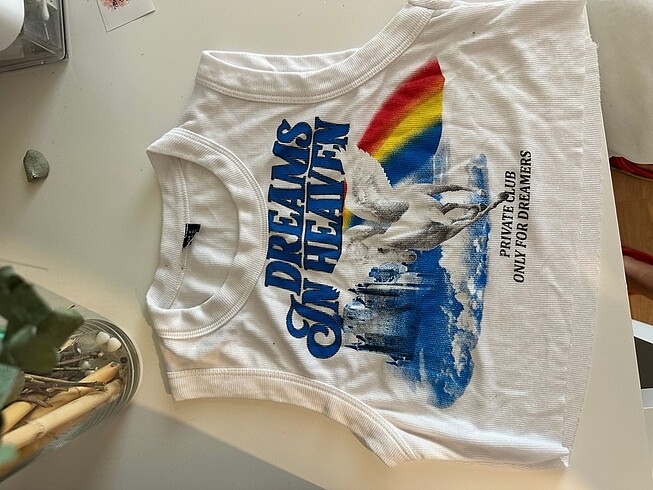 DREAMS
IN HEAVEN
PRIVATE CLUB
ONLY FOR DREAMERS